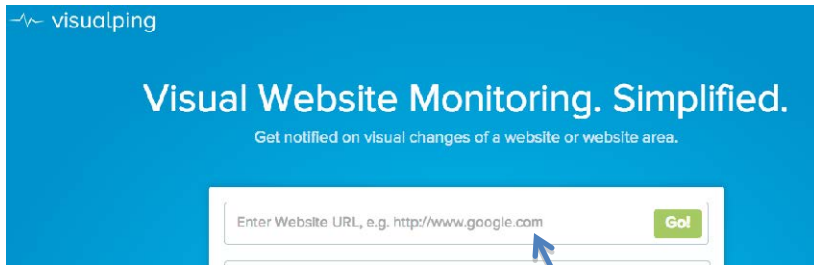 visualping
Visual Website Monitoring. Simplified.
Get notified on visual changes of a website or website area.
Enter Website URL, e.g. http://www.google.com
Go!